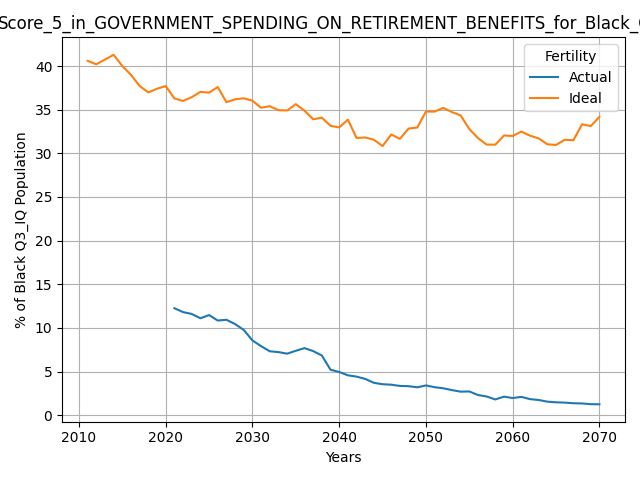 Score_5_in_GOVERNMENT_SPENDING_ON_RETIREMENT_BENEFITS_for_Black_
Fertility
Actual
Ideal
% of Black Q3_IQ Population
40
35
30
25
20
15
10
5
0
2010 2020 2030 2040 2050 2060 2070
Years